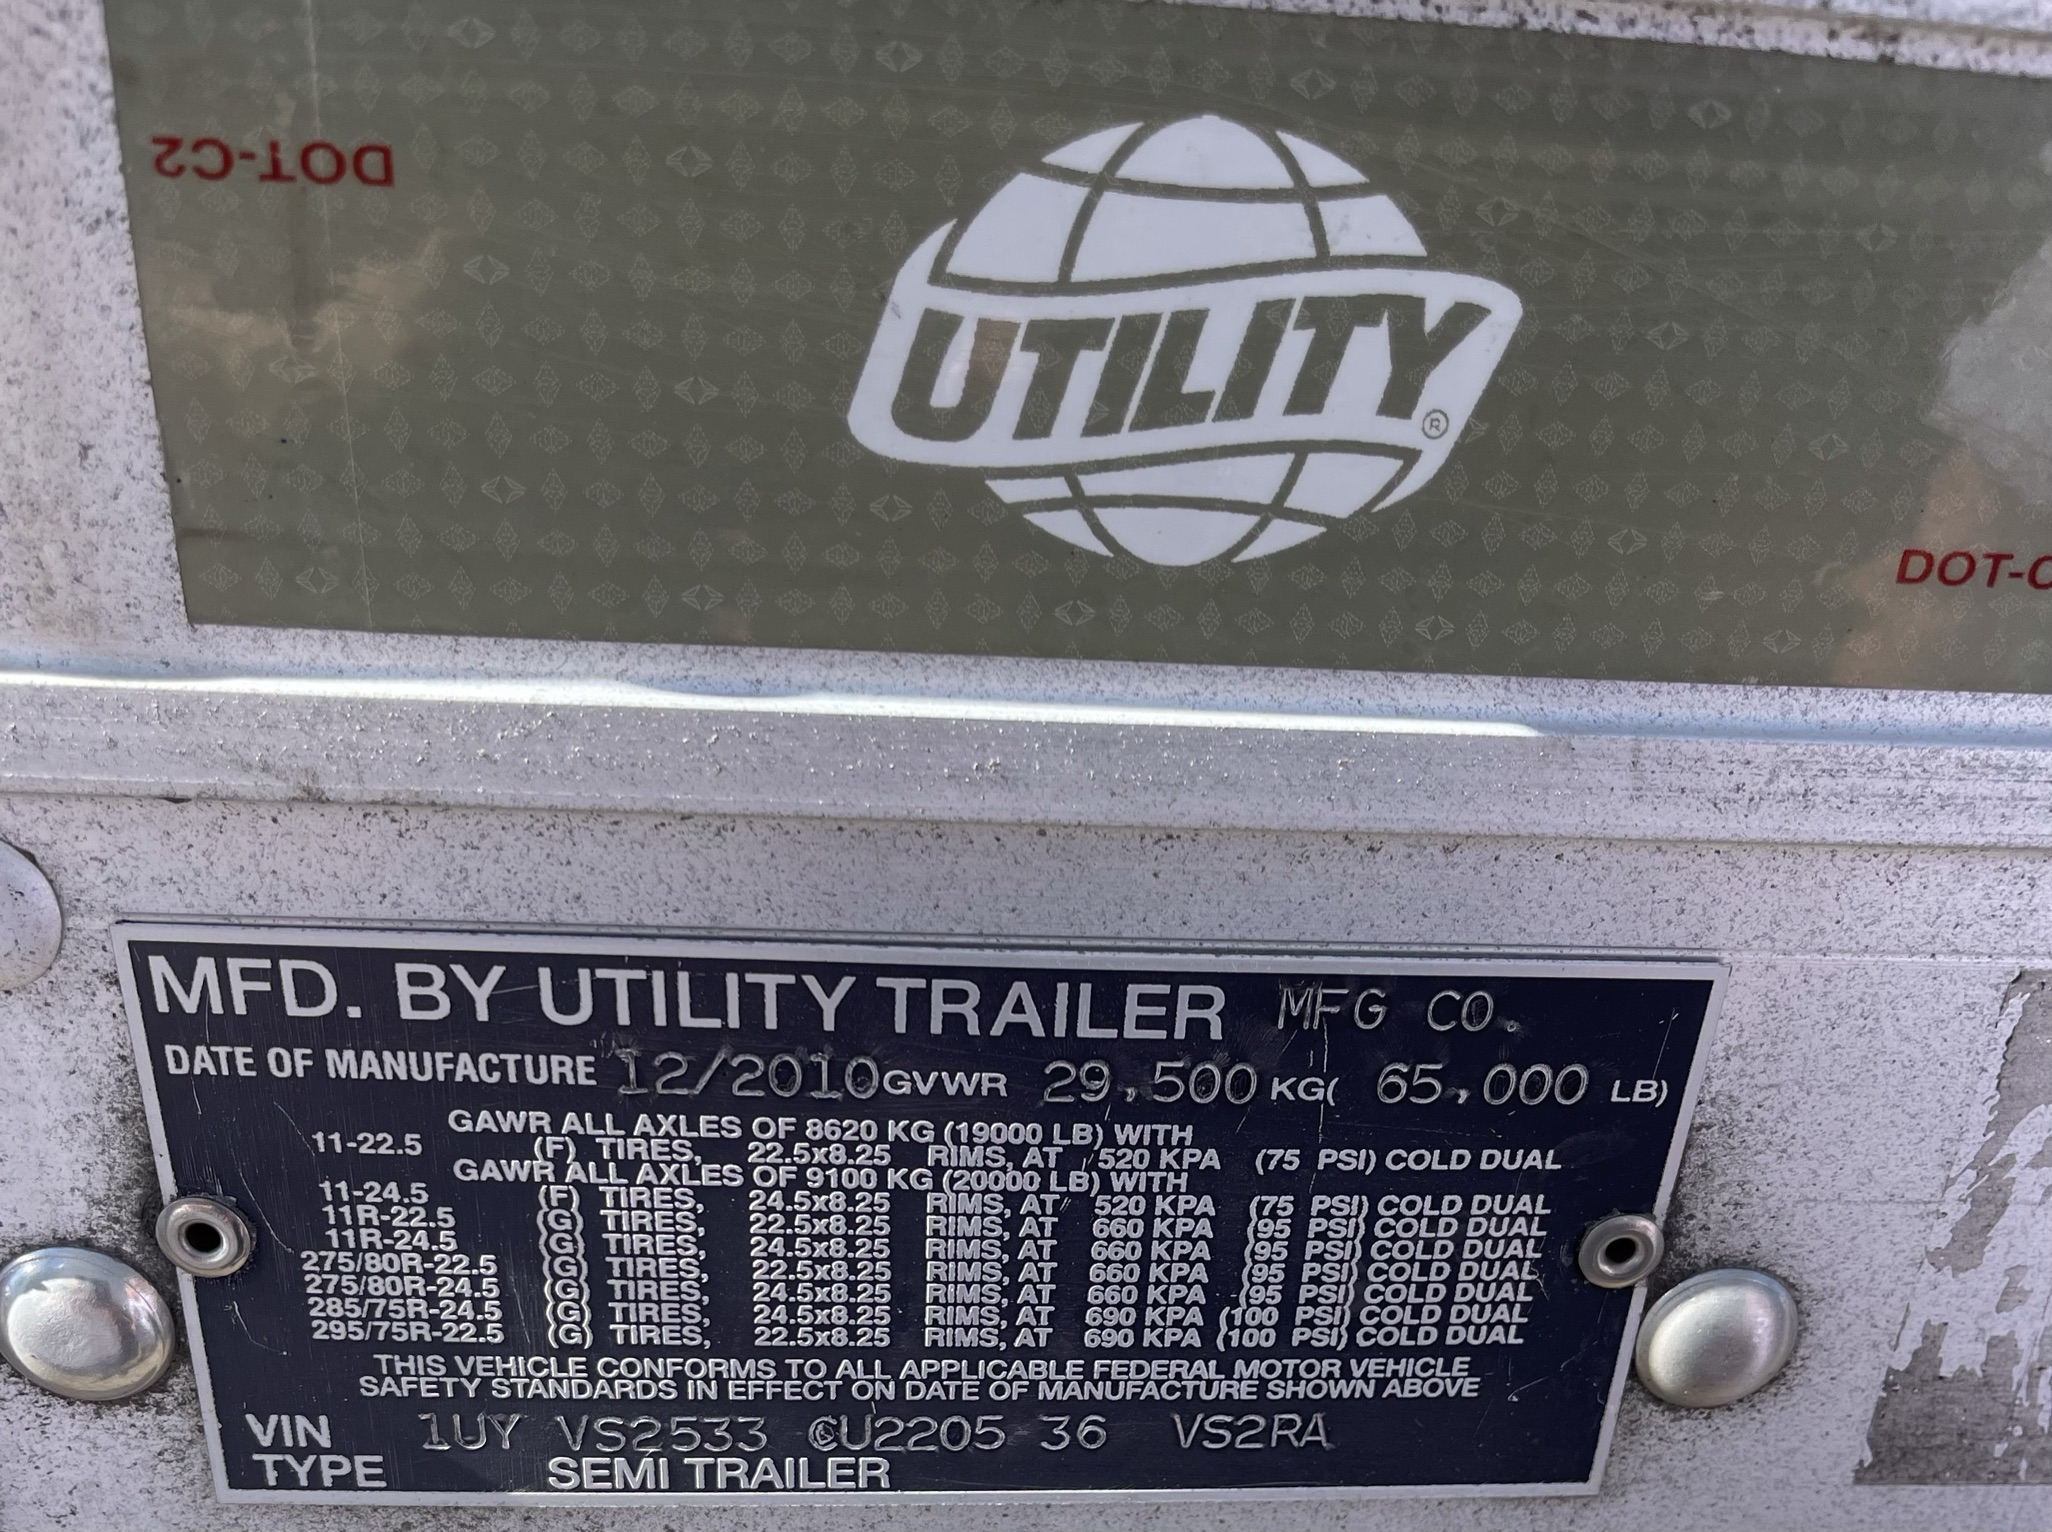 DOT-C2
UTILITY ®
DOT-C
MFD. BY UTILITY TRAILER MFG CO.
DATE OF MANUFACTURE 12/2010 GVWR 29,500 KG( 65,000 LB)
GAWR ALL AXLES OF 8620 KG (19000 LB) WITH
11-22.5 (F) TIRES, 22.5x8.25 RIMS, AT 520 KPA (75 PSI) COLD DUAL
GAWR ALL AXLES OF 9100 KG (20000 LB) WITH
11-24.5 (F) TIRES, 24.5x8.25 RIMS, AT 520 KPA (75 PSI) COLD DUAL
11R-22.5 (G) TIRES, 22.5x8.25 RIMS, AT 660 KPA (95 PSI) COLD DUAL
11R-24.5 (G) TIRES, 24.5x8.25 RIMS, AT 660 KPA (95 PSI) COLD DUAL
275/80R-22.5 (G) TIRES, 22.5x8.25 RIMS, AT 660 KPA (95 PSI) COLD DUAL
275/80R-24.5 (G) TIRES, 24.5x8.25 RIMS, AT 660 KPA (95 PSI) COLD DUAL
285/75R-24.5 (G) TIRES, 24.5x8.25 RIMS, AT 690 KPA (100 PSI) COLD DUAL
295/75R-22.5 (G) TIRES, 22.5x8.25 RIMS, AT 690 KPA (100 PSI) COLD DUAL
THIS VEHICLE CONFORMS TO ALL APPLICABLE FEDERAL MOTOR VEHICLE
SAFETY STANDARDS IN EFFECT ON DATE OF MANUFACTURE SHOWN ABOVE
VIN 1UY VS2533 CU2205 36 VS2RA
TYPE SEMI TRAILER